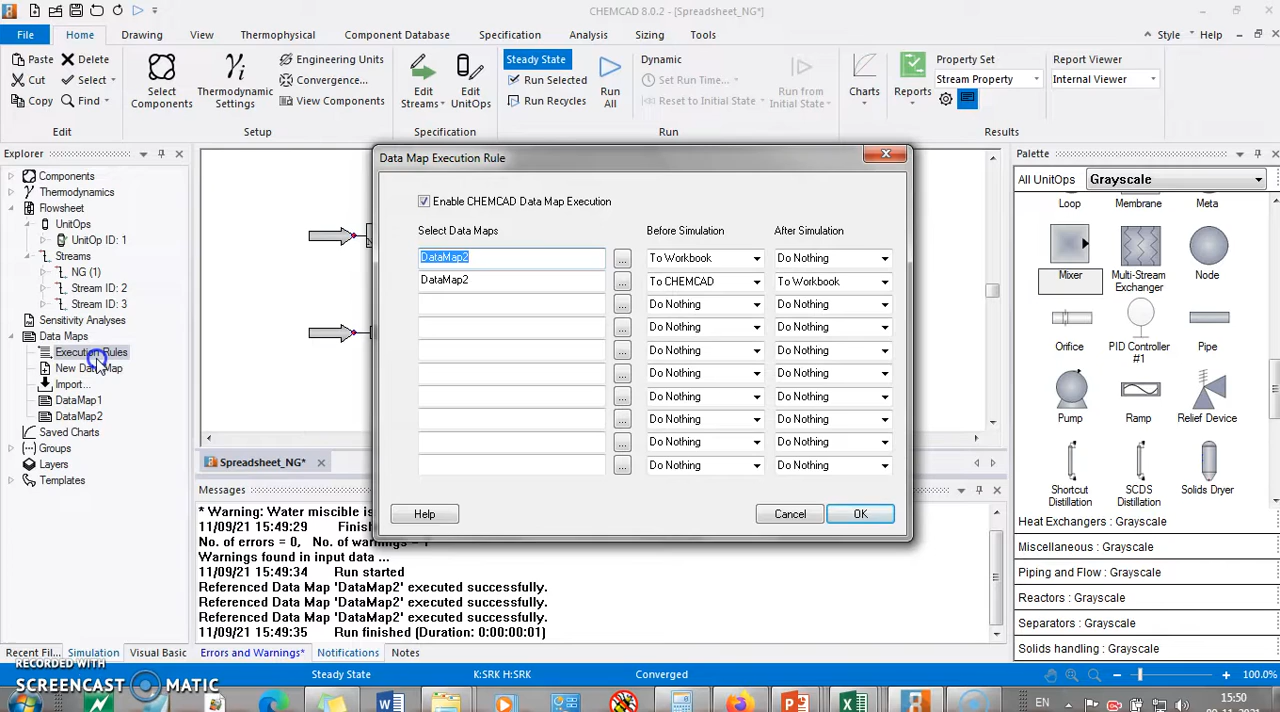 CHEMCAD 8.0.2 - [Spreadsheet_NG*]
File Home Drawing View Thermophysical Component Database Specification Analysis Sizing Tools Style Help
Paste Delete
Cut Select
Copy Find
Edit
Select Components
Thermodynamic Settings
Engineering Units
Convergence...
View Components
Setup
Edit Streams
Edit UnitOps
Specification
Steady State
Run Selected
Run Recycles
Run All
Dynamic
Set Run Time...
Reset to Initial State
Run from Initial State
Run
Charts
Reports
Property Set
Stream Property
Report Viewer
Internal Viewer
Results
Explorer
Components
Thermodynamics
Flowsheet
UnitOps
UnitOp ID: 1
Streams
NG (1)
Stream ID: 2
Stream ID: 3
Sensitivity Analyses
Data Maps
Execution Rules
New Data Map
Import...
DataMap1
DataMap2
Saved Charts
Groups
Layers
Templates
Data Map Execution Rule
Enable CHEMCAD Data Map Execution
Select Data Maps Before Simulation After Simulation
DataMap2 ... To Workbook Do Nothing
DataMap2 ... To CHEMCAD To Workbook
... Do Nothing Do Nothing
... Do Nothing Do Nothing
... Do Nothing Do Nothing
... Do Nothing Do Nothing
... Do Nothing Do Nothing
... Do Nothing Do Nothing
... Do Nothing Do Nothing
... Do Nothing Do Nothing
Help Cancel OK
Spreadsheet_NG*
Messages
* Warning: Water miscible is
11/09/21 15:49:29 Finis
No. of errors = 0, No. of warnings = 1
Warnings found in input data ...
11/09/21 15:49:34 Run started
Referenced Data Map 'DataMap2' executed successfully.
Referenced Data Map 'DataMap2' executed successfully.
Referenced Data Map 'DataMap2' executed successfully.
11/09/21 15:49:35 Run finished (Duration: 0:00:00:01)
Palette
All UnitOps Grayscale
Loop Membrane Meta
Mixer Multi-Stream Exchanger Node
Orifice PID Controller #1 Pipe
Pump Ramp Relief Device
Shortcut Distillation SCDS Distillation Solids Dryer
Heat Exchangers : Grayscale
Miscellaneous : Grayscale
Piping and Flow : Grayscale
Reactors : Grayscale
Separators : Grayscale
Solids handling : Grayscale
Recent Fil... Simulation Visual Basic Errors and Warnings* Notifications Notes
Steady State K:SRK H:SRK Converged 100.0%
RECORDED WITH
SCREENCAST MATIC
EN 15:50